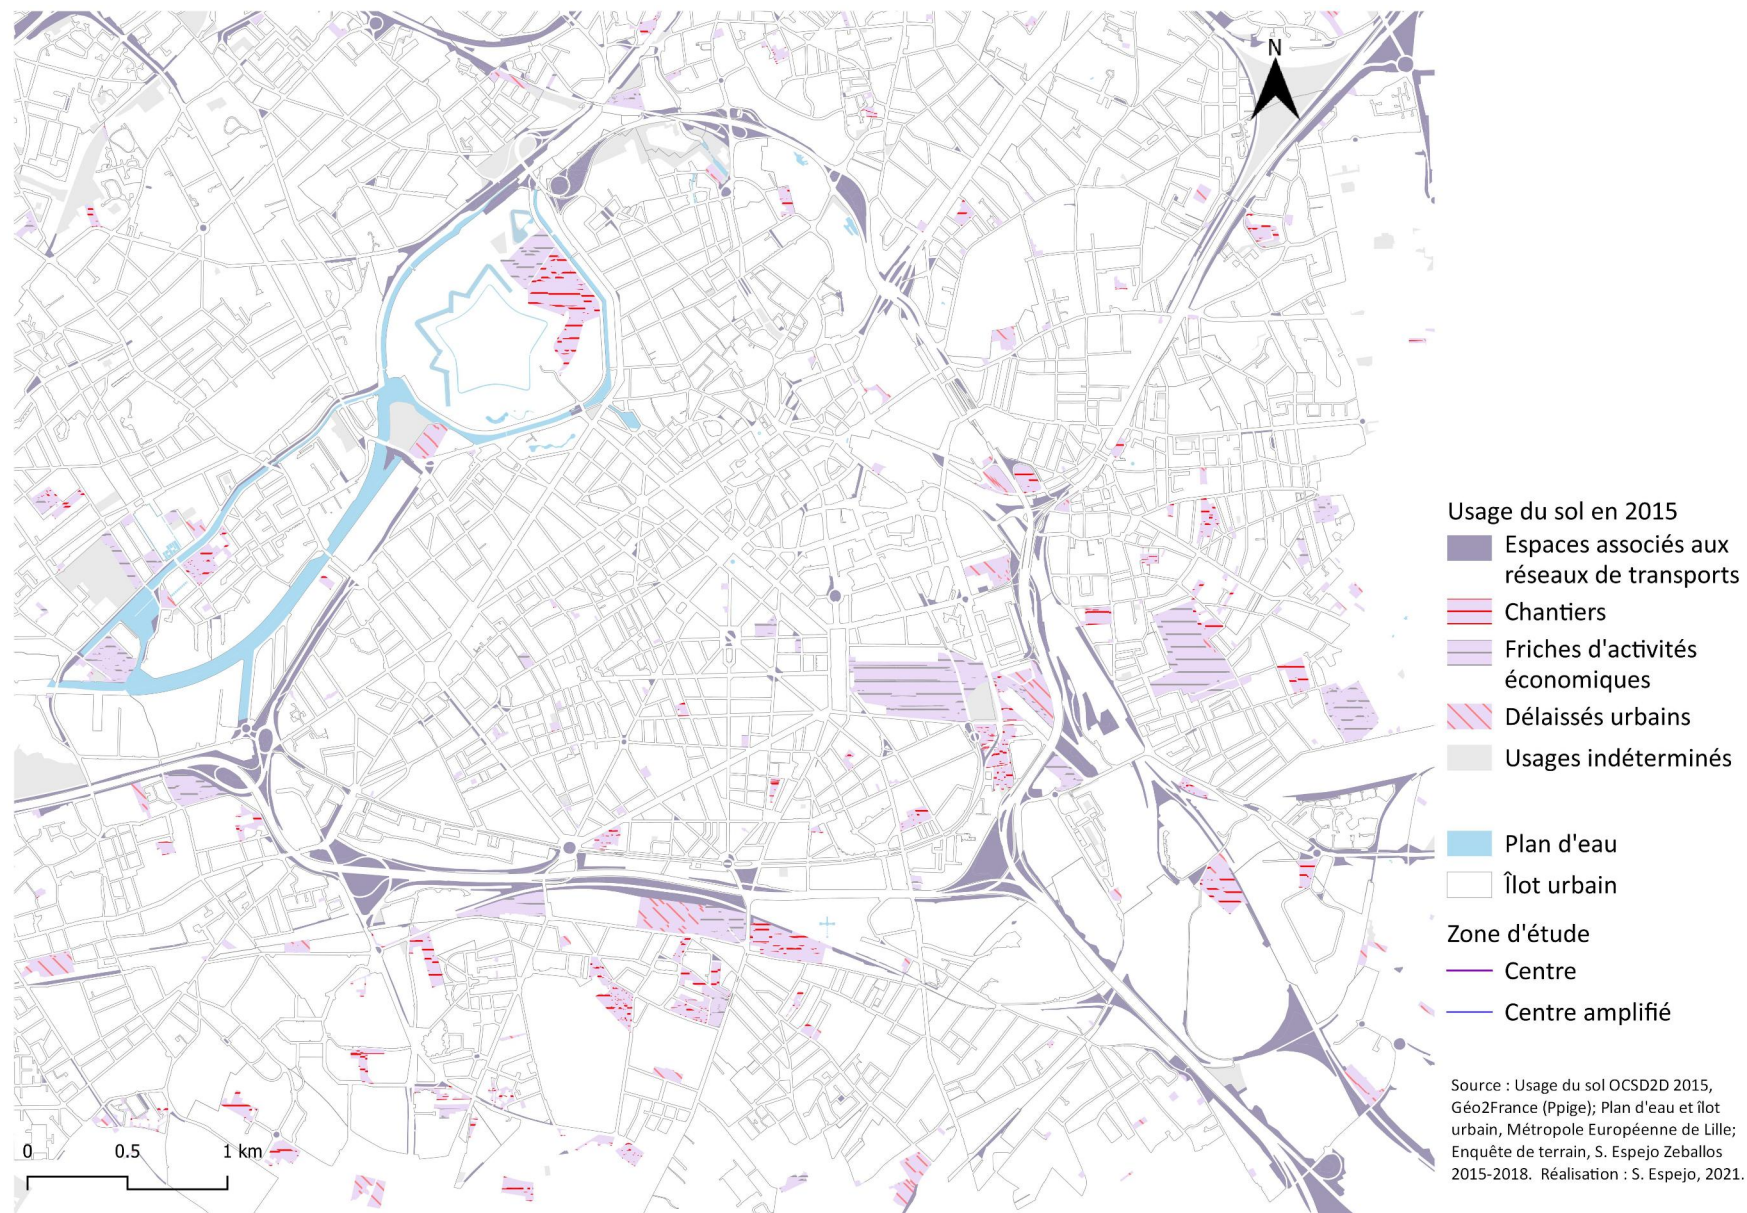 N
Usage du sol en 2015
Espaces associés aux
réseaux de transports
Chantiers
Friches d'activités
économiques
Délaissés urbains
Usages indéterminés
Plan d'eau
Îlot urbain
Zone d'étude
Centre
Centre amplifié
Source : Usage du sol OCSD2D 2015,
Géo2France (Ppige); Plan d'eau et îlot
urbain, Métropole Européenne de Lille;
Enquête de terrain, S. Espejo Zeballos
2015-2018. Réalisation : S. Espejo, 2021.
0 0.5 1 km